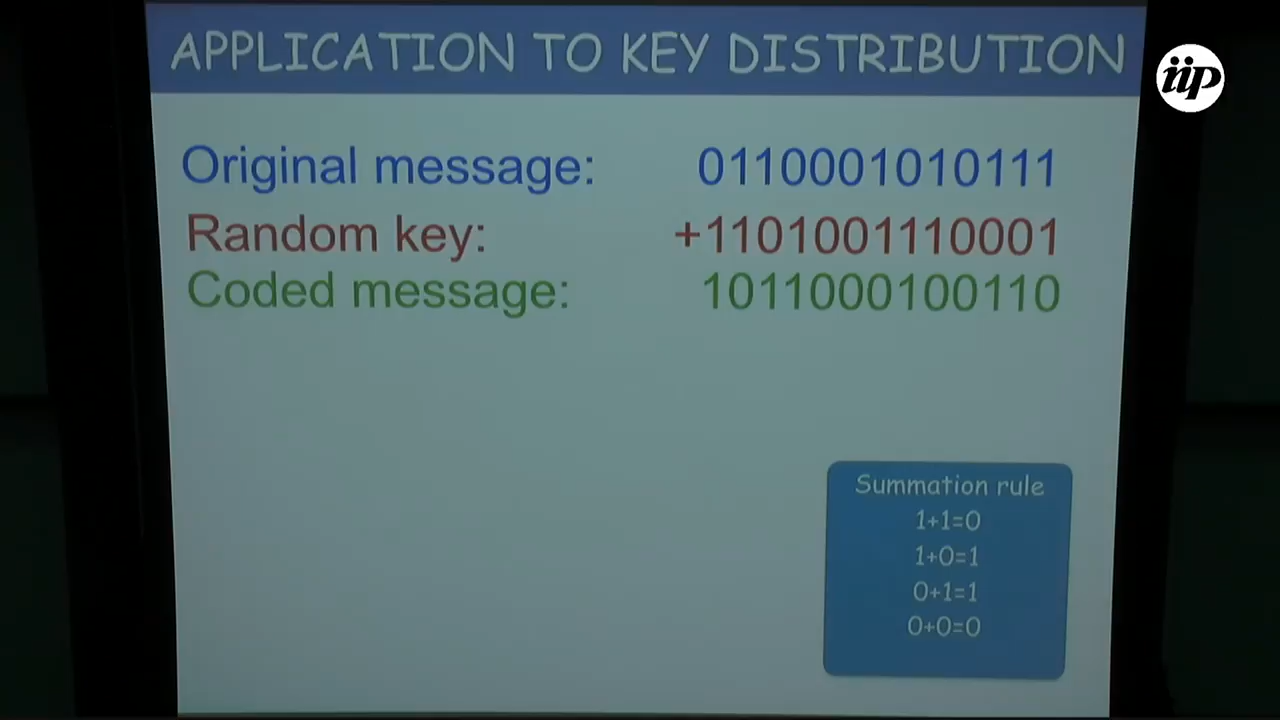 APPLICATION TO KEY DISTRIBUTION
iip
Original message: 0110001010111
Random key: +1101001110001
Coded message: 1011000100110
Summation rule
1+1=0
1+0=1
0+1=1
0+0=0